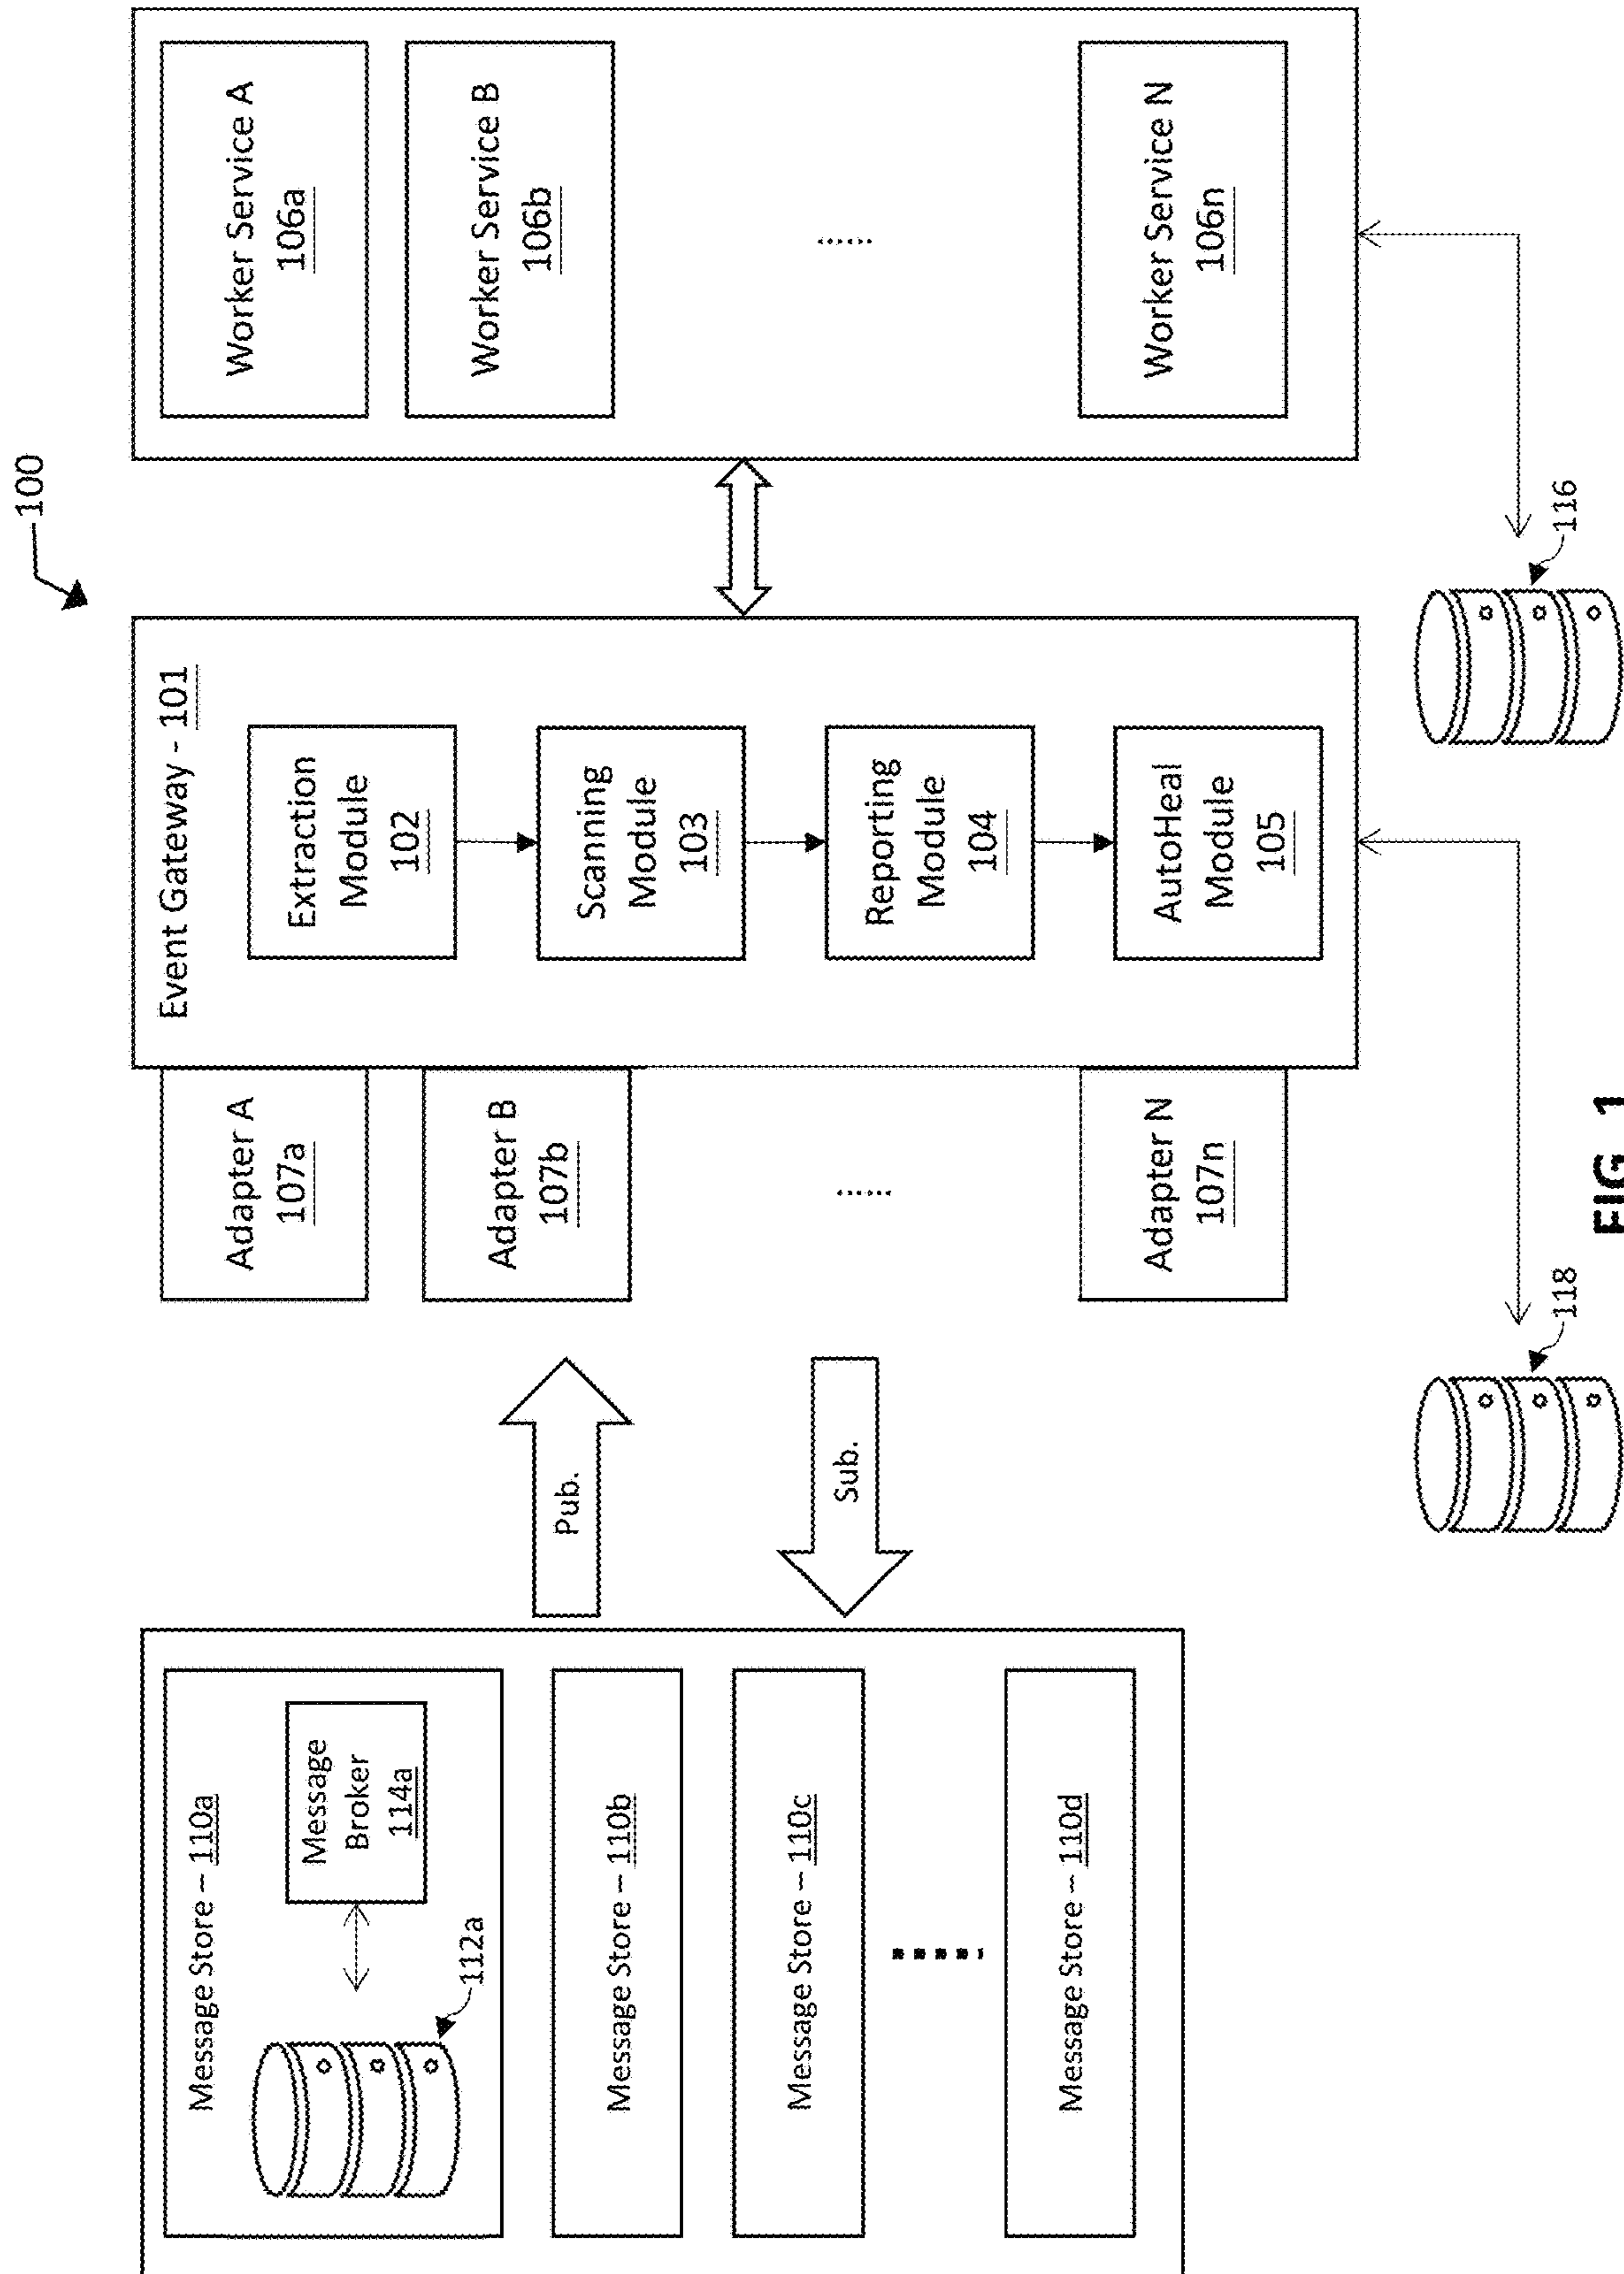 100
Message Store – 110a
Message
Broker
114a
112a
Message Store – 110b
Message Store – 110c
Message Store – 110d
Pub.
Sub.
Adapter A
107a
Adapter B
107b
.....
Adapter N
107n
Event Gateway - 101
Extraction
Module
102
Scanning
Module
103
Reporting
Module
104
AutoHeal
Module
105
Worker Service A
106a
Worker Service B
106b
.....
Worker Service N
106n
118
116
FIG. 1